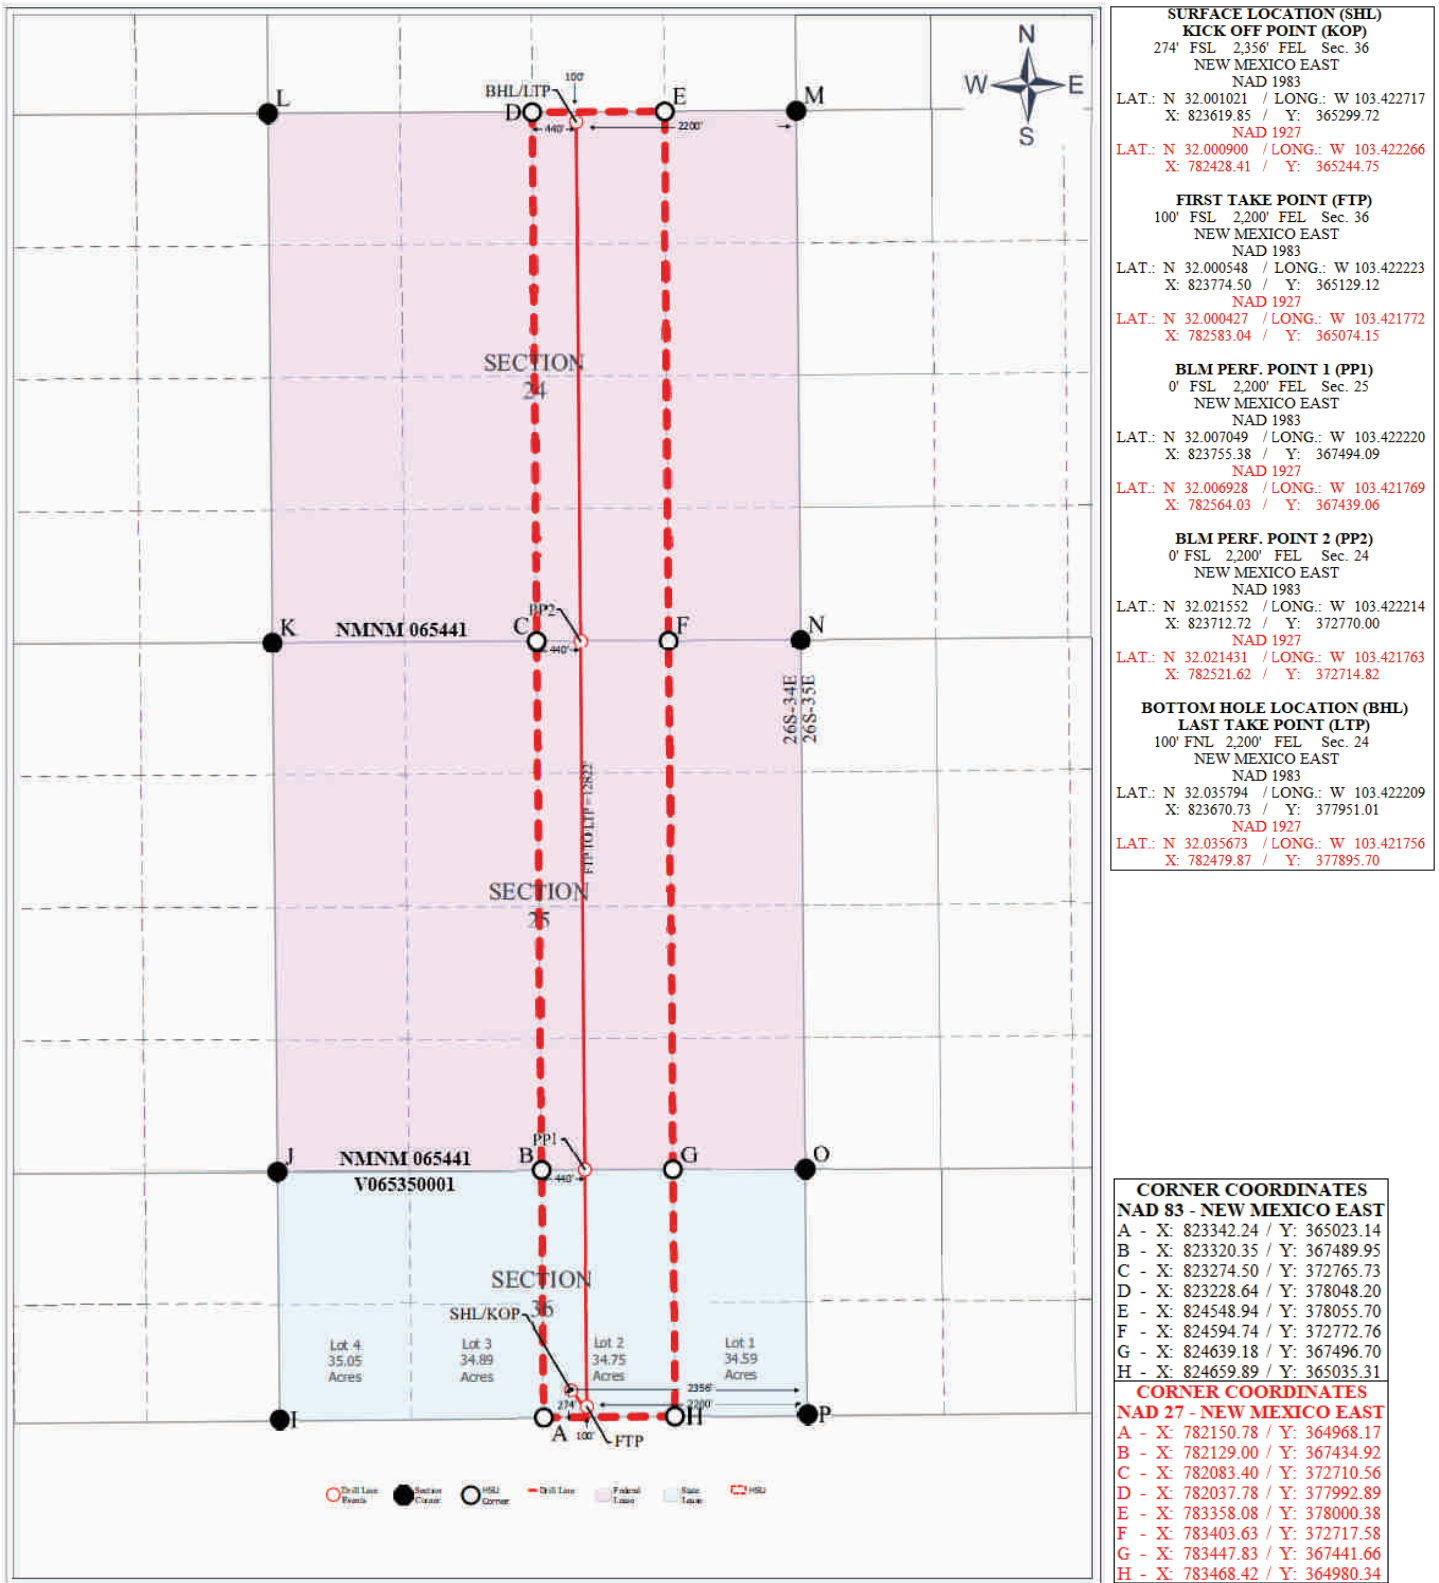 N
W
E
S
100'
BHL/LTP
L
D
E
M
440'
2200'
SECTION
24
PP2
K
NMNM 065441
C
F
N
440'
26S-34E
26S-35E
FTP TO LTP = 12822'
SECTION
25
PP1
J
NMNM 065441
B
G
O
V065350001
440'
SECTION
36
SHL/KOP
Lot 4
35.05
Acres
Lot 3
34.89
Acres
Lot 2
34.75
Acres
Lot 1
34.59
Acres
2356'
2200'
274'
I
A
100'
FTP
H
P
Drill Line
Events
Section
Corner
HSU
Corner
Drill Line
Federal
Lease
State
Lease
HSU
SURFACE LOCATION (SHL)
KICK OFF POINT (KOP)
274' FSL 2,356' FEL Sec. 36
NEW MEXICO EAST
NAD 1983
LAT.: N 32.001021 / LONG.: W 103.422717
X: 823619.85 / Y: 365299.72
NAD 1927
LAT.: N 32.000900 / LONG.: W 103.422266
X: 782428.41 / Y: 365244.75
FIRST TAKE POINT (FTP)
100' FSL 2,200' FEL Sec. 36
NEW MEXICO EAST
NAD 1983
LAT.: N 32.000548 / LONG.: W 103.422223
X: 823774.50 / Y: 365129.12
NAD 1927
LAT.: N 32.000427 / LONG.: W 103.421772
X: 782583.04 / Y: 365074.15
BLM PERF. POINT 1 (PP1)
0' FSL 2,200' FEL Sec. 25
NEW MEXICO EAST
NAD 1983
LAT.: N 32.007049 / LONG.: W 103.422220
X: 823755.38 / Y: 367494.09
NAD 1927
LAT.: N 32.006928 / LONG.: W 103.421769
X: 782564.03 / Y: 367439.06
BLM PERF. POINT 2 (PP2)
0' FSL 2,200' FEL Sec. 24
NEW MEXICO EAST
NAD 1983
LAT.: N 32.021552 / LONG.: W 103.422214
X: 823712.72 / Y: 372770.00
NAD 1927
LAT.: N 32.021431 / LONG.: W 103.421763
X: 782521.62 / Y: 372714.82
BOTTOM HOLE LOCATION (BHL)
LAST TAKE POINT (LTP)
100' FNL 2,200' FEL Sec. 24
NEW MEXICO EAST
NAD 1983
LAT.: N 32.035794 / LONG.: W 103.422209
X: 823670.73 / Y: 377951.01
NAD 1927
LAT.: N 32.035673 / LONG.: W 103.421756
X: 782479.87 / Y: 377895.70
CORNER COORDINATES
NAD 83 - NEW MEXICO EAST
A - X: 823342.24 / Y: 365023.14
B - X: 823320.35 / Y: 367489.95
C - X: 823274.50 / Y: 372765.73
D - X: 823228.64 / Y: 378048.20
E - X: 824548.94 / Y: 378055.70
F - X: 824594.74 / Y: 372772.76
G - X: 824639.18 / Y: 367496.70
H - X: 824659.89 / Y: 365035.31
CORNER COORDINATES
NAD 27 - NEW MEXICO EAST
A - X: 782150.78 / Y: 364968.17
B - X: 782129.00 / Y: 367434.92
C - X: 782083.40 / Y: 372710.56
D - X: 782037.78 / Y: 377992.89
E - X: 783358.08 / Y: 378000.38
F - X: 783403.63 / Y: 372717.58
G - X: 783447.83 / Y: 367441.66
H - X: 783468.42 / Y: 364980.34